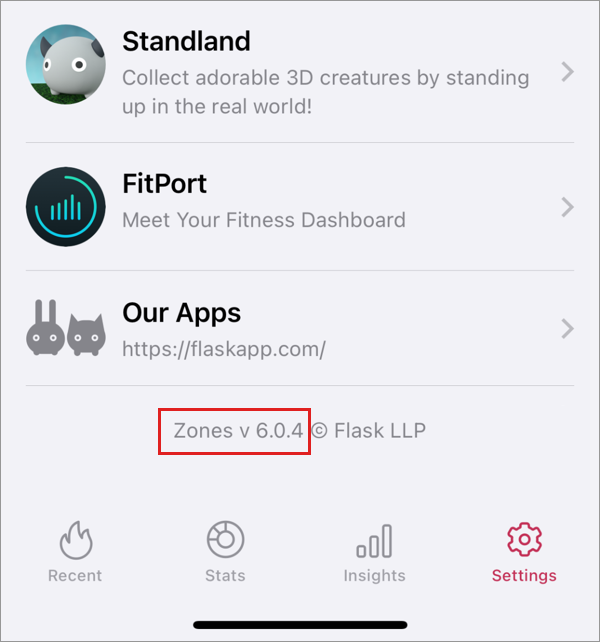 Standland
Collect adorable 3D creatures by standing
up in the real world!
FitPort
Meet Your Fitness Dashboard
Our Apps
https://flaskapp.com/
Zones v 6.0.4 © Flask LLP
Recent
Stats
Insights
Settings